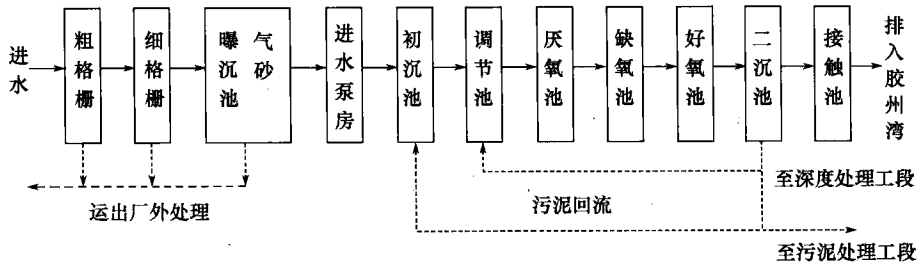 进水
粗格栅
细格栅
曝气沉砂池
进水泵房
初沉池
调节池
厌氧池
缺氧池
好氧池
二沉池
接触池
排入胶州湾
运出厂外处理
污泥回流
至深度处理工段
至污泥处理工段